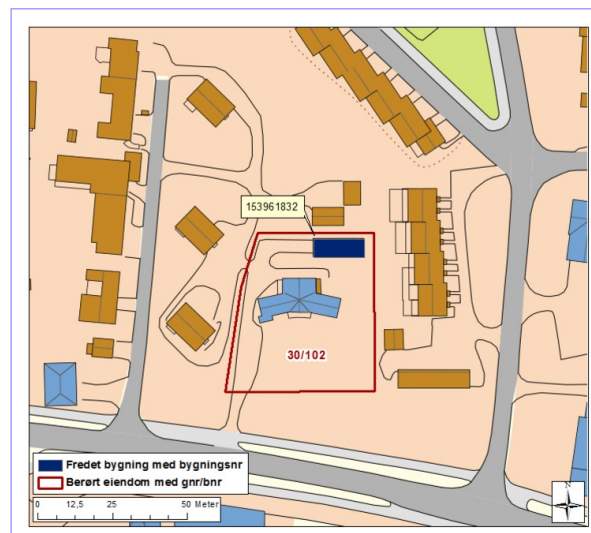 153961832
30/102
Fredet bygning med bygningsnr
Berørt eiendom med gnr/bnr
0 12,5 25 50 Meter
N